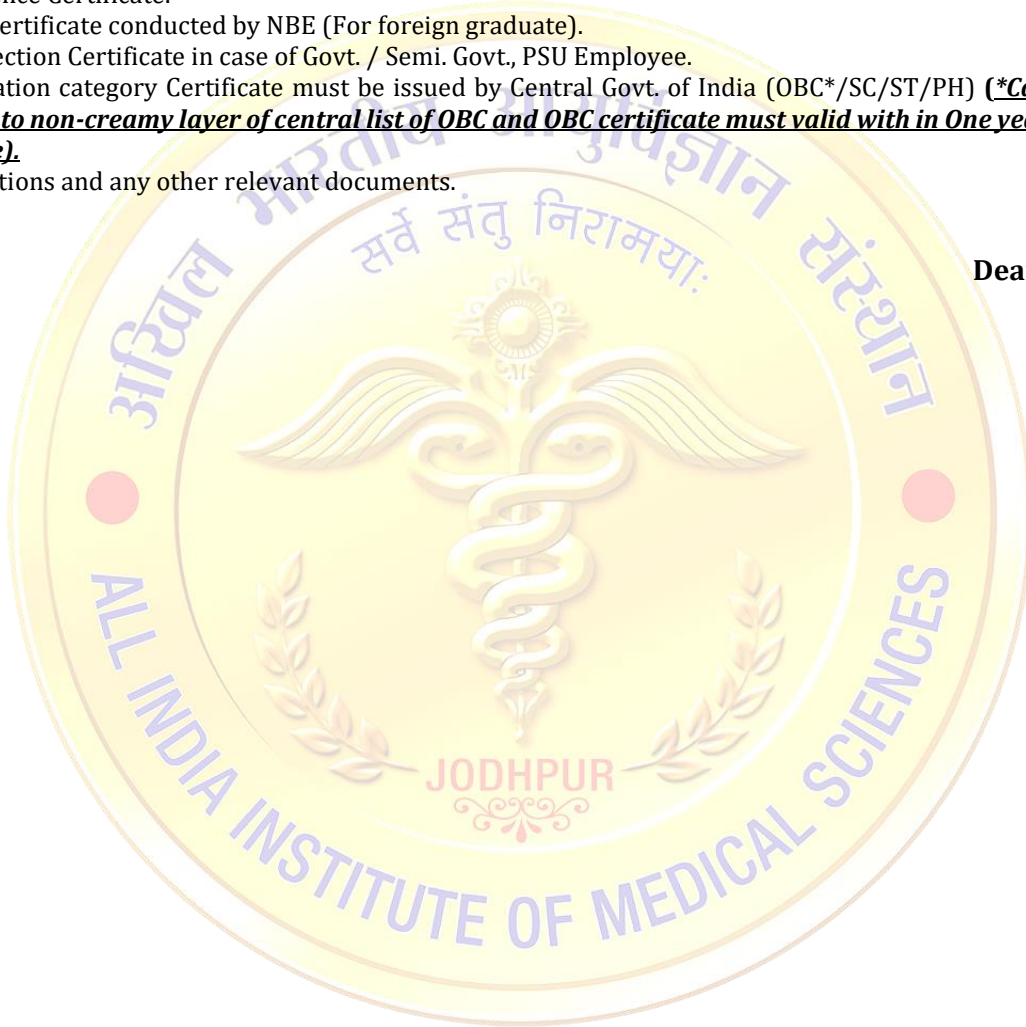 ence Certificate.
ertificate conducted by NBE (For foreign graduate).
ection Certificate in case of Govt. / Semi. Govt., PSU Employee.
ation category Certificate must be issued by Central Govt. of India (OBC*/SC/ST/PH) (*Ca
to non-creamy layer of central list of OBC and OBC certificate must valid with in One yea
e).
tions and any other relevant documents.
Dea
अखिल भारतीय आयुर्विज्ञान संस्थान
सर्वे संतु निरामयाः
JODHPUR
ALL INDIA INSTITUTE OF MEDICAL SCIENCES